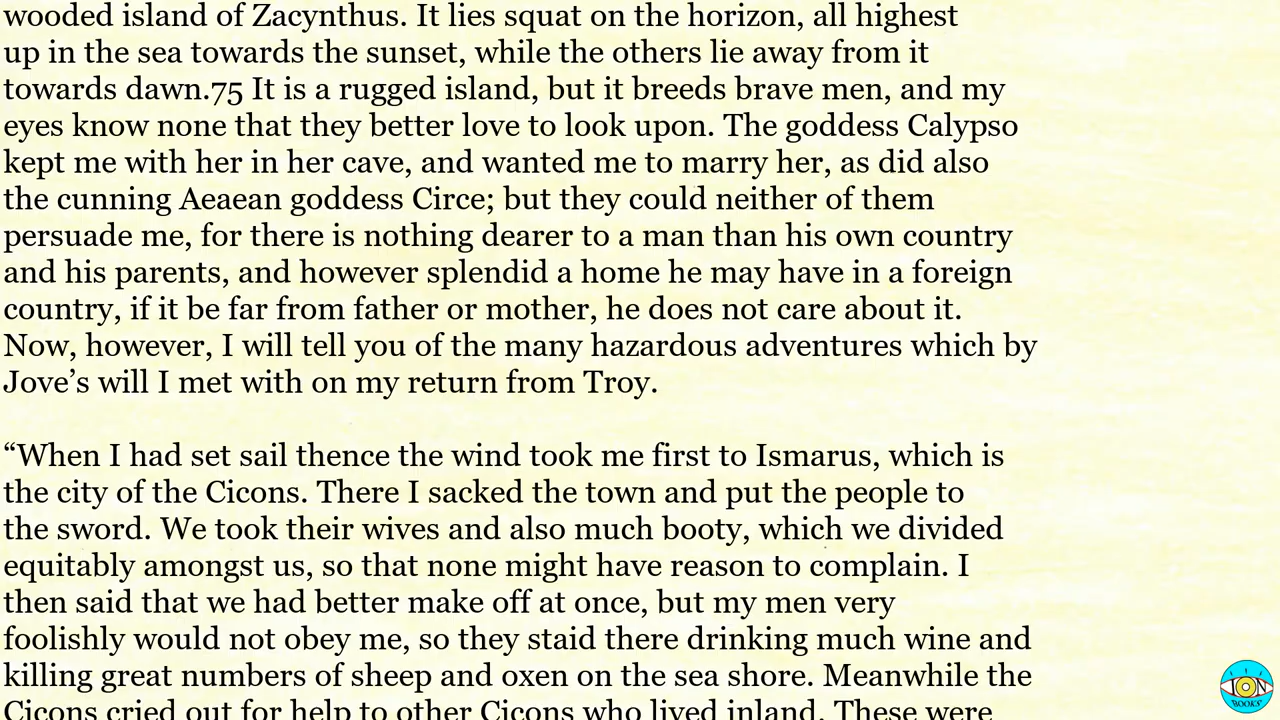 wooded island of Zacynthus. It lies squat on the horizon, all highest
up in the sea towards the sunset, while the others lie away from it
towards dawn.75 It is a rugged island, but it breeds brave men, and my
eyes know none that they better love to look upon. The goddess Calypso
kept me with her in her cave, and wanted me to marry her, as did also
the cunning Aeaean goddess Circe; but they could neither of them
persuade me, for there is nothing dearer to a man than his own country
and his parents, and however splendid a home he may have in a foreign
country, if it be far from father or mother, he does not care about it.
Now, however, I will tell you of the many hazardous adventures which by
Jove’s will I met with on my return from Troy.
“When I had set sail thence the wind took me first to Ismarus, which is
the city of the Cicons. There I sacked the town and put the people to
the sword. We took their wives and also much booty, which we divided
equitably amongst us, so that none might have reason to complain. I
then said that we had better make off at once, but my men very
foolishly would not obey me, so they staid there drinking much wine and
killing great numbers of sheep and oxen on the sea shore. Meanwhile the
Cicons cried out for help to other Cicons who lived inland. These were
ION
BOOKS